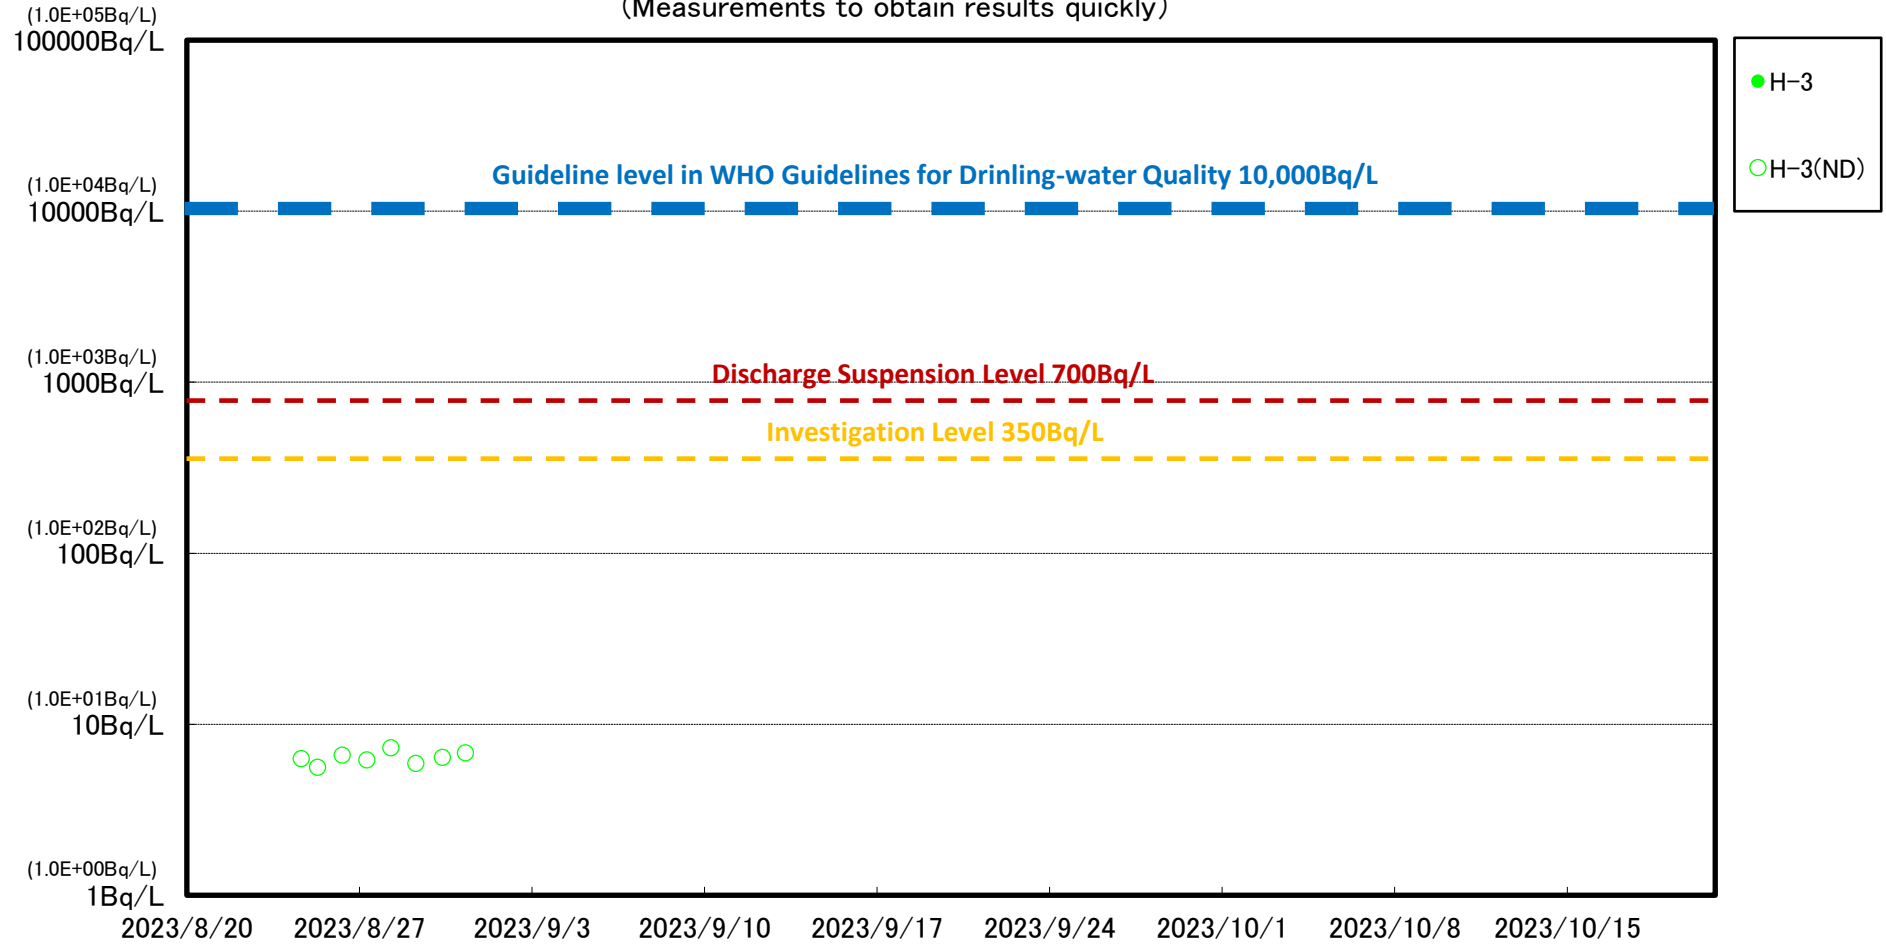 (Measurements to obtain results quickly)
(1.0E+05Bq/L)
100000Bq/L
H-3
H-3(ND)
Guideline level in WHO Guidelines for Drinling-water Quality 10,000Bq/L
(1.0E+04Bq/L)
10000Bq/L
(1.0E+03Bq/L)
1000Bq/L
Discharge Suspension Level 700Bq/L
Investigation Level 350Bq/L
(1.0E+02Bq/L)
100Bq/L
(1.0E+01Bq/L)
10Bq/L
(1.0E+00Bq/L)
1Bq/L
2023/8/20 2023/8/27 2023/9/3 2023/9/10 2023/9/17 2023/9/24 2023/10/1 2023/10/8 2023/10/15